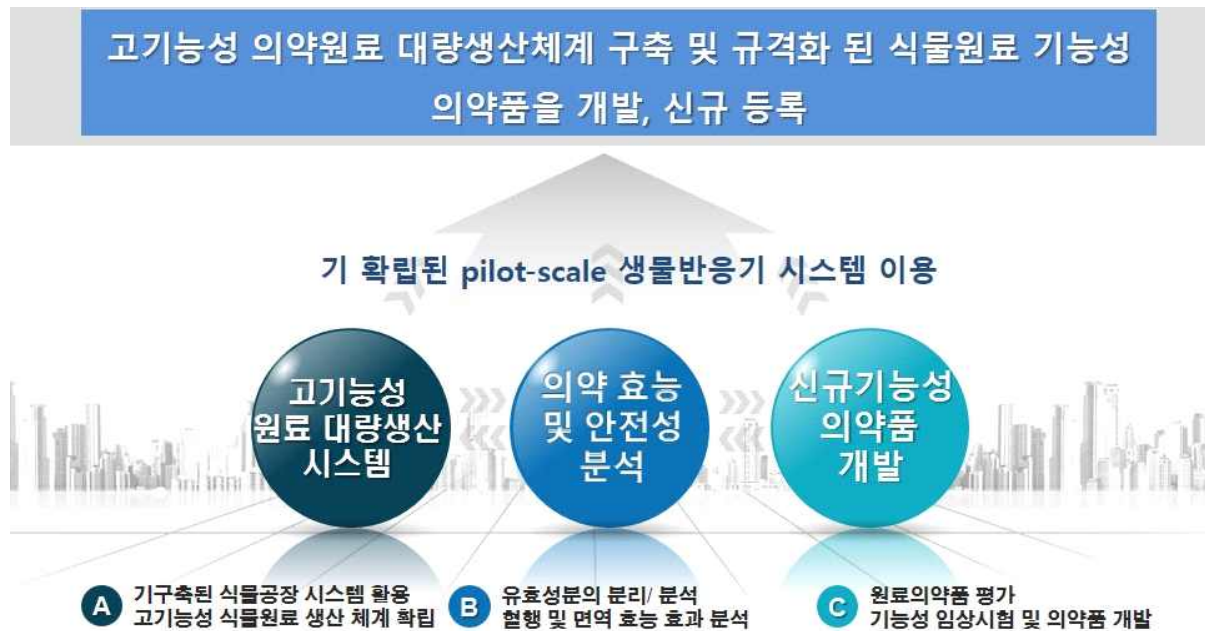 고기능성 의약원료 대량생산체계 구축 및 규격화 된 식물원료 기능성
의약품을 개발, 신규 등록
기 확립된 pilot-scale 생물반응기 시스템 이용
고기능성
원료 대량생산
시스템
의약 효능
및 안전성
분석
신규기능성
의약품
개발
A
기구축된 식물공장 시스템 활용
고기능성 식물원료 생산 체계 확립
B
유효성분의 분리/ 분석
혈행 및 면역 효능 효과 분석
C
원료의약품 평가
기능성 임상시험 및 의약품 개발